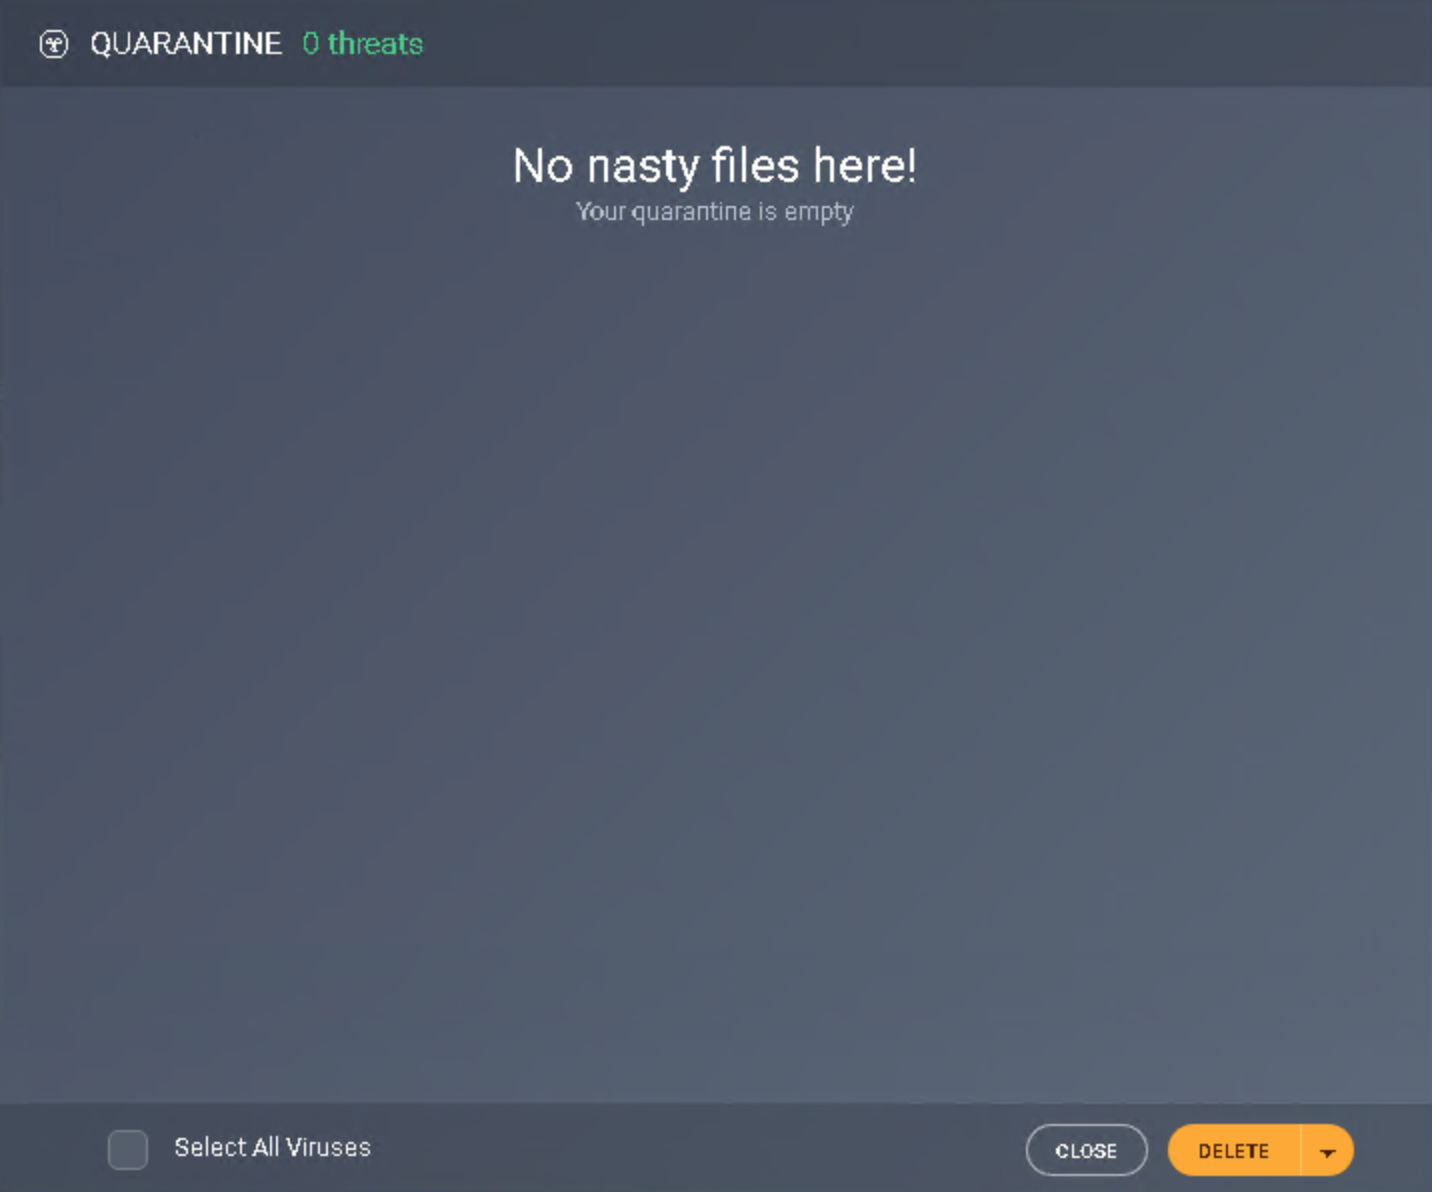 QUARANTINE 0 threats
No nasty files here!
Your quarantine is empty
Select All Viruses
CLOSE
DELETE